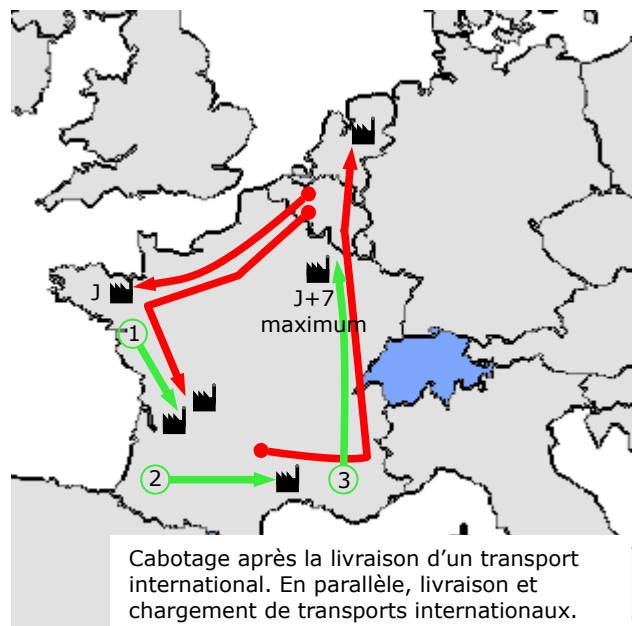 J
J+7
maximum
1
2
3
Cabotage après la livraison d'un transport
international. En parallèle, livraison et
chargement de transports internationaux.